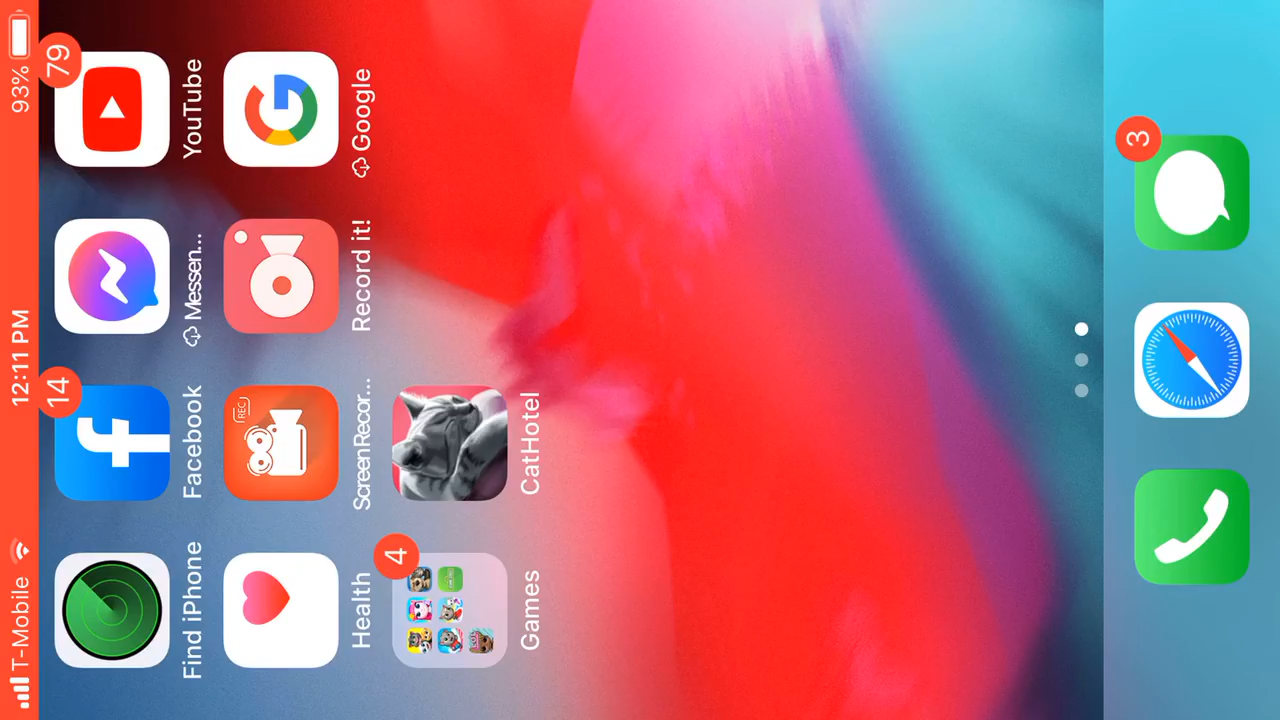 T-Mobile 12:11 PM 93%
14 79
Find iPhone Facebook Messen... YouTube
REC
Health ScreenRecor... Record it! Google
4
Games CatHotel
3